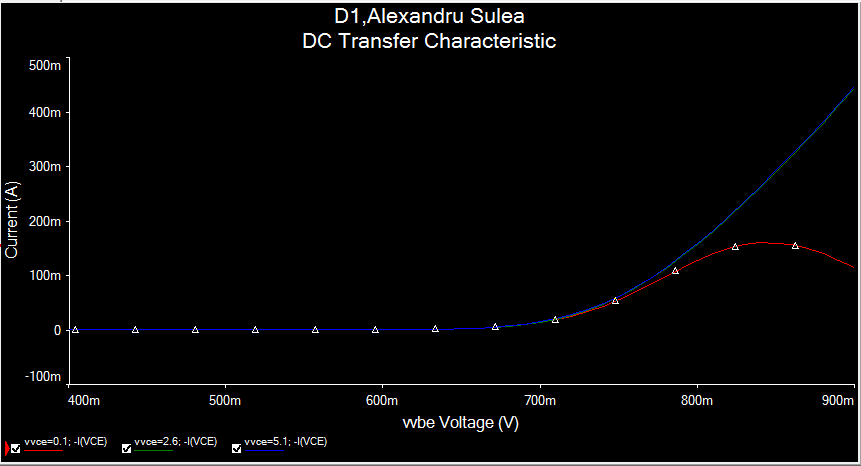 D1,Alexandru Sulea
DC Transfer Characteristic
500m
400m
300m
200m
100m
0
-100m
Current (A)
400m 500m 600m 700m 800m 900m
vvbe Voltage (V)
vvce=0.1; -I(VCE) vvce=2.6; -I(VCE) vvce=5.1; -I(VCE)